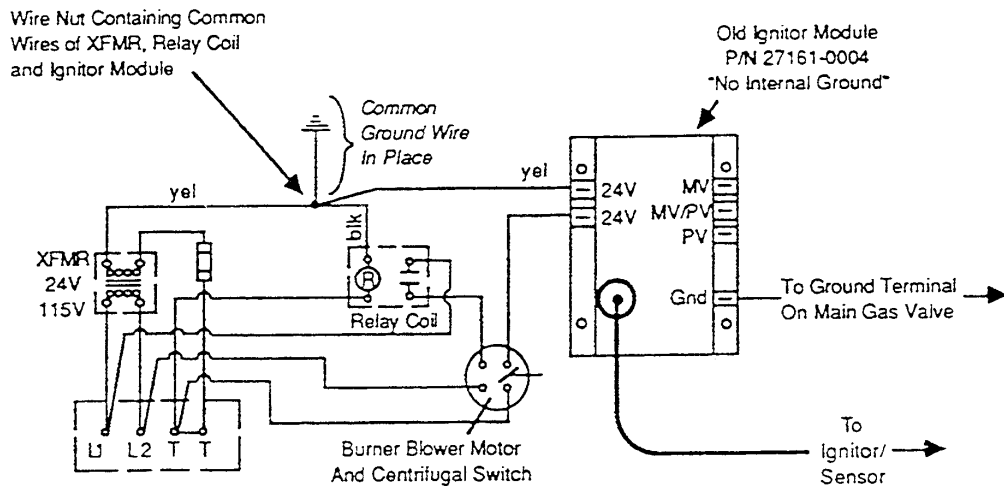 Wire Nut Containing Common
Wires of XFMR, Relay Coil
and Ignitor Module
Old Ignitor Module
P/N 27161-0004
"No Internal Ground"
Common
Ground Wire
In Place
yel
yel
blk
24V
24V
MV
MV/PV
PV
Gnd
XFMR
24V
115V
R
Relay Coil
To Ground Terminal
On Main Gas Valve
L1
L2
T
T
Burner Blower Motor
And Centrifugal Switch
To
Ignitor/
Sensor